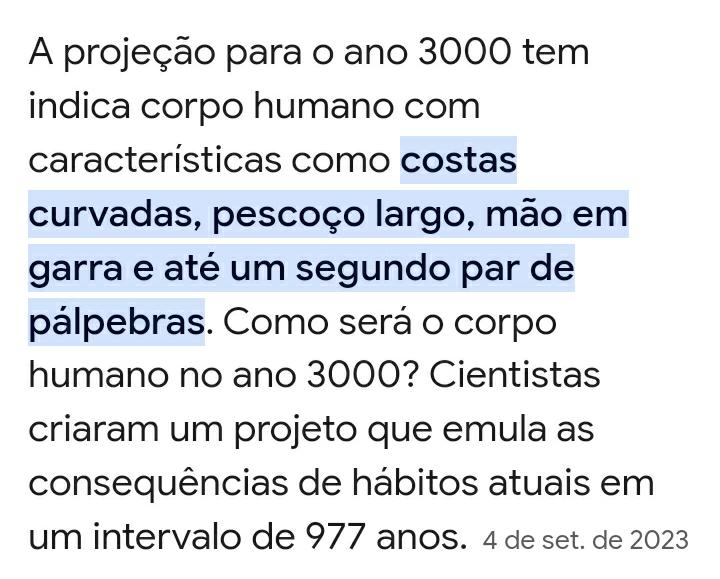 A projeção para o ano 3000 tem
indica corpo humano com
características como costas
curvadas, pescoço largo, mão em
garra e até um segundo par de
pálpebras. Como será o corpo
humano no ano 3000? Cientistas
criaram um projeto que emula as
consequências de hábitos atuais em
um intervalo de 977 anos. 4 de set. de 2023